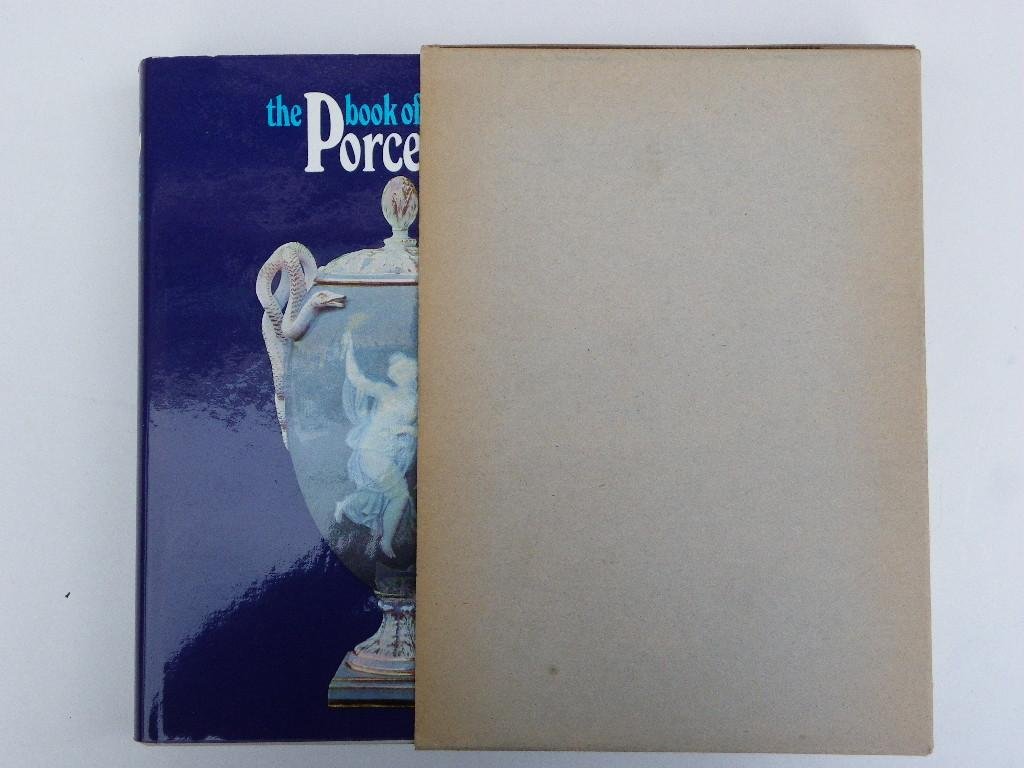 the book of
Porce